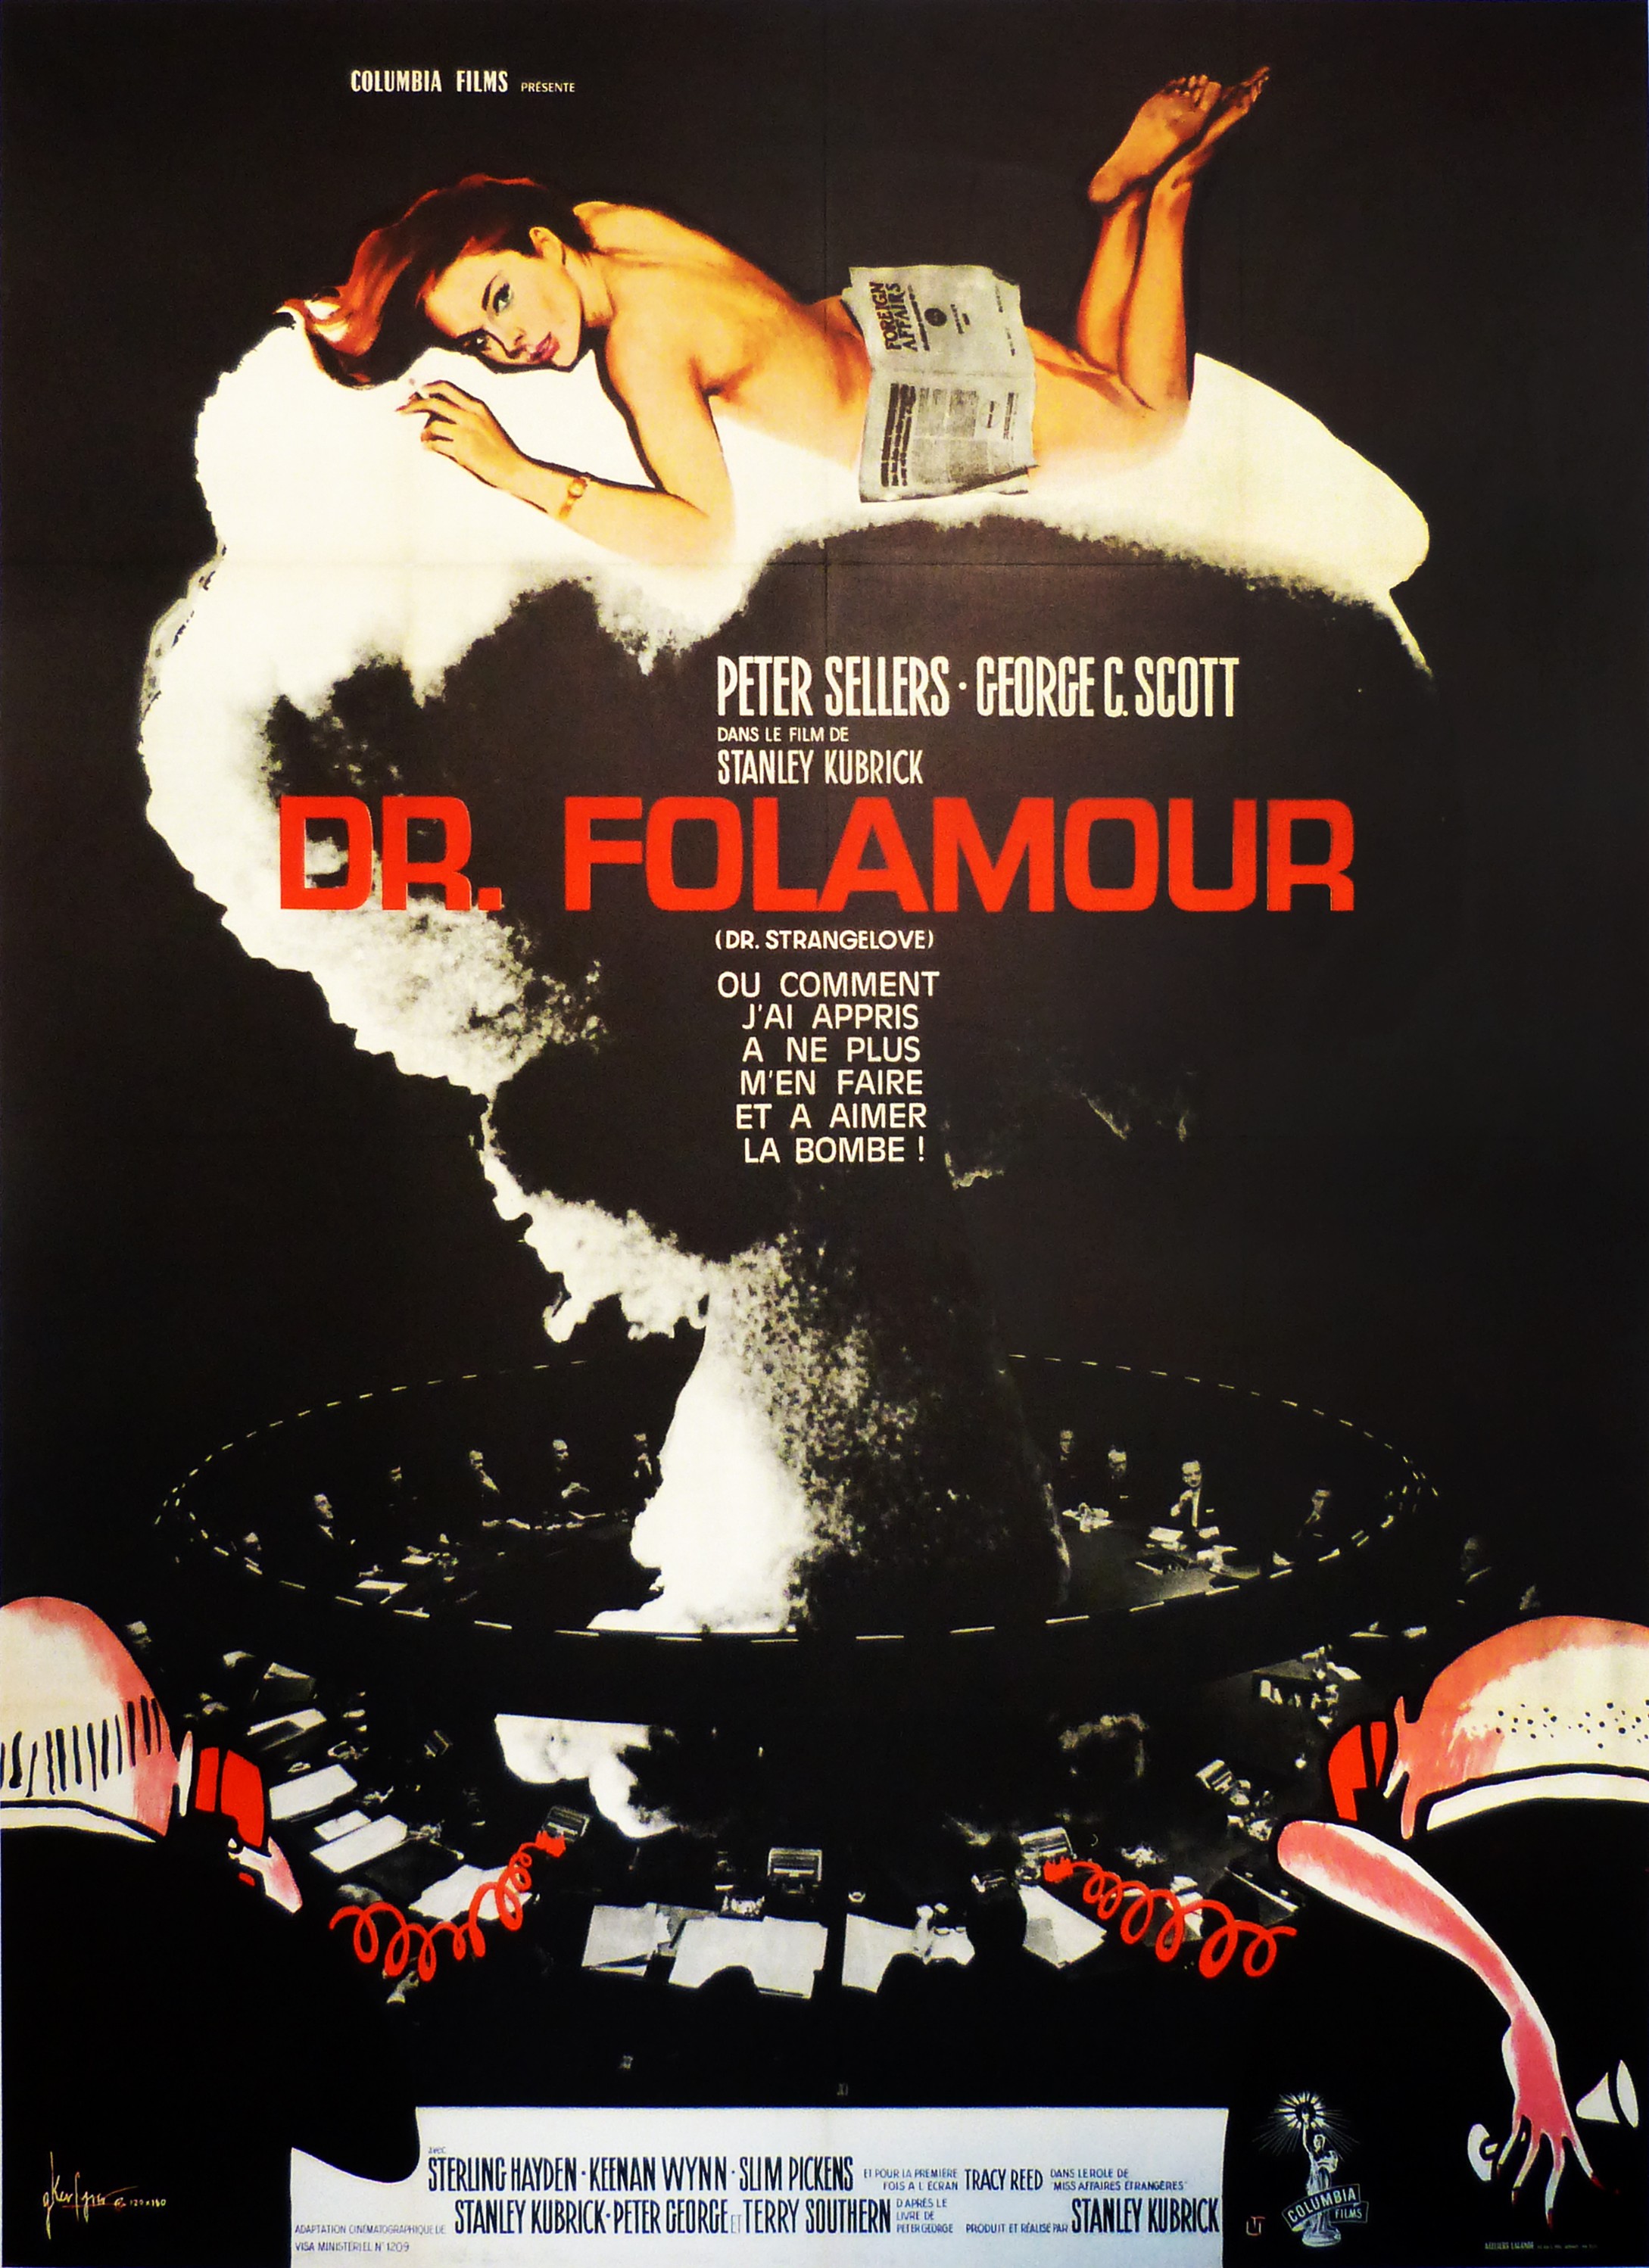 COLUMBIA FILMS PRÉSENTE
FOREIGN
AFFAIRS
PETER SELLERS · GEORGE C. SCOTT
DANS LE FILM DE
STANLEY KUBRICK
DR. FOLAMOUR
(DR. STRANGELOVE)
OU COMMENT
J'AI APPRIS
A NE PLUS
M'EN FAIRE
ET A AIMER
LA BOMBE !
avec
STERLING HAYDEN · KEENAN WYNN · SLIM PICKENS ET POUR LA PREMIÈRE FOIS A L'ÉCRAN TRACY REED DANS LE ROLE DE "MISS AFFAIRES ÉTRANGÈRES"
ADAPTATION CINÉMATOGRAPHIQUE DE STANLEY KUBRICK · PETER GEORGE ET TERRY SOUTHERN D'APRÈS LE LIVRE DE PETER GEORGE PRODUIT ET RÉALISÉ PAR STANLEY KUBRICK
VISA MINISTÉRIEL N° 1209
COLUMBIA
FILMS
120x160